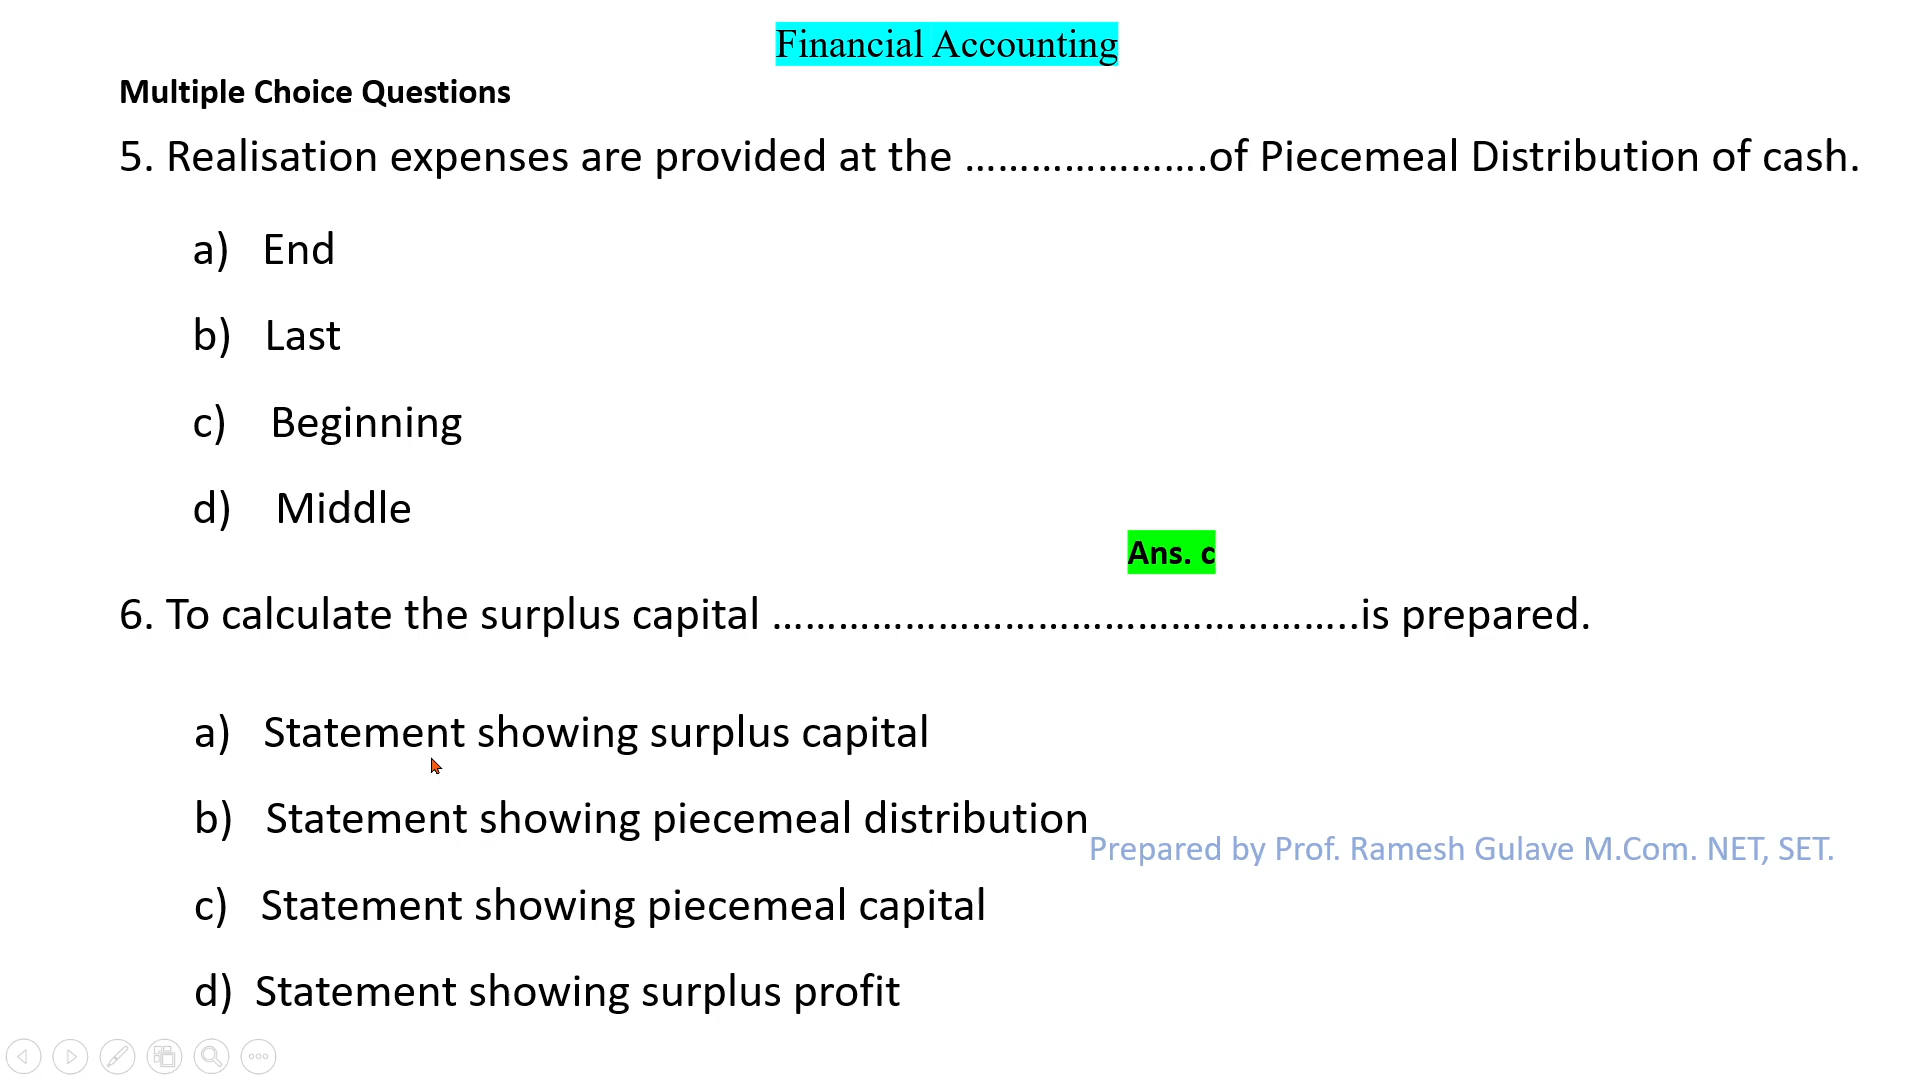 Financial Accounting
Multiple Choice Questions
5. Realisation expenses are provided at the ………………….of Piecemeal Distribution of cash.
a) End
b) Last
c) Beginning
d) Middle
Ans. c
6. To calculate the surplus capital ……………………………………………..is prepared.
a) Statement showing surplus capital
b) Statement showing piecemeal distribution
Prepared by Prof. Ramesh Gulave M.Com. NET, SET.
c) Statement showing piecemeal capital
d) Statement showing surplus profit